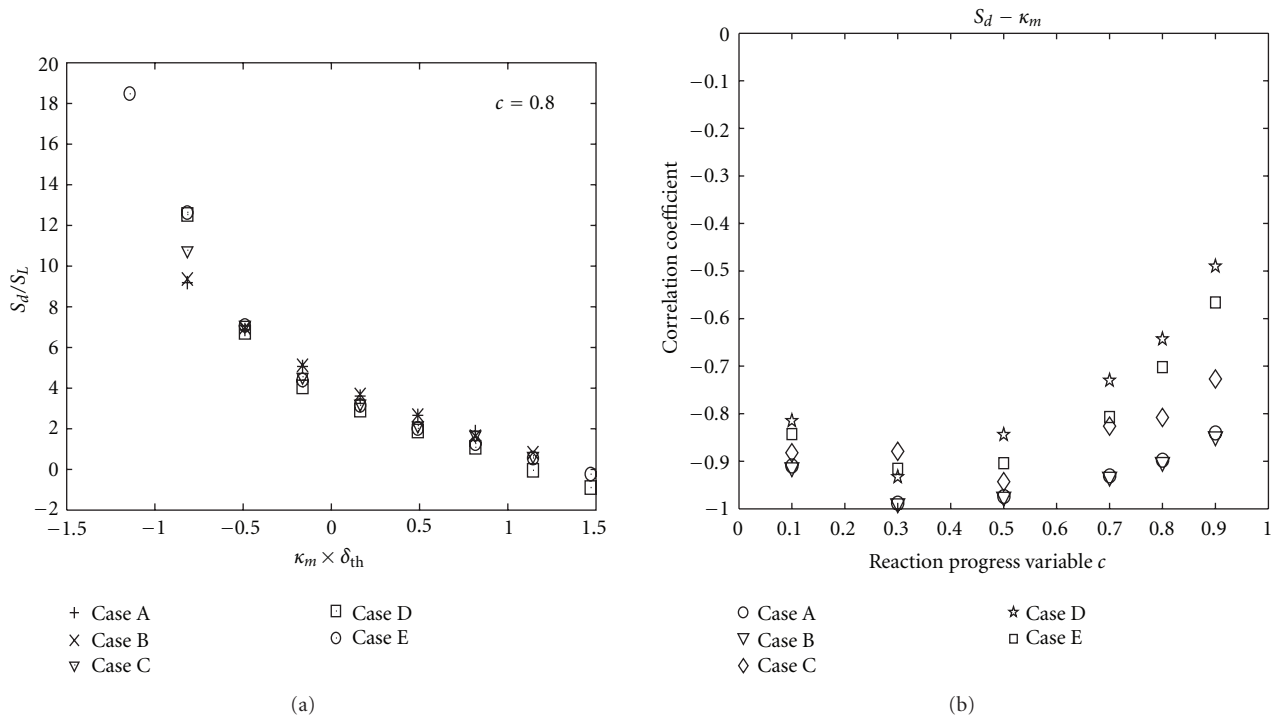 20
18
16
14
12
10
8
6
4
2
0
−2
S_d/S_L
c = 0.8
−1.5 −1 −0.5 0 0.5 1 1.5
κ_m × δ_th
+ Case A
× Case B
▽ Case C
□ Case D
○ Case E
(a)
S_d − κ_m
0
−0.1
−0.2
−0.3
−0.4
−0.5
−0.6
−0.7
−0.8
−0.9
−1
Correlation coefficient
0 0.1 0.2 0.3 0.4 0.5 0.6 0.7 0.8 0.9 1
Reaction progress variable c
○ Case A
▽ Case B
◇ Case C
☆ Case D
□ Case E
(b)